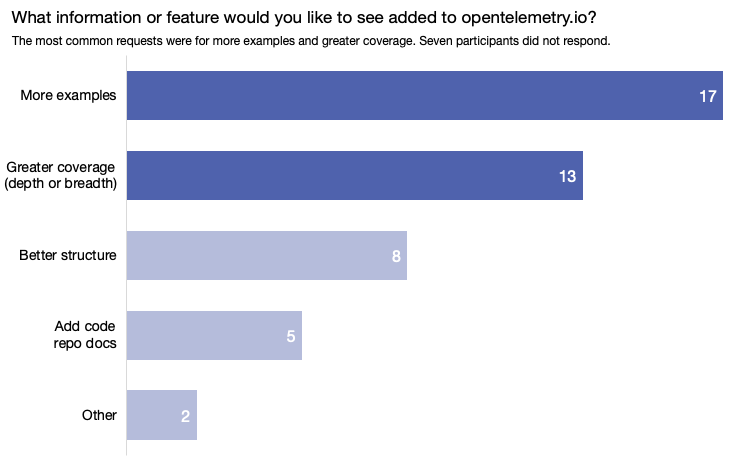 What information or feature would you like to see added to opentelemetry.io?
The most common requests were for more examples and greater coverage. Seven participants did not respond.
More examples
17
Greater coverage
(depth or breadth)
13
Better structure
8
Add code
repo docs
5
Other
2